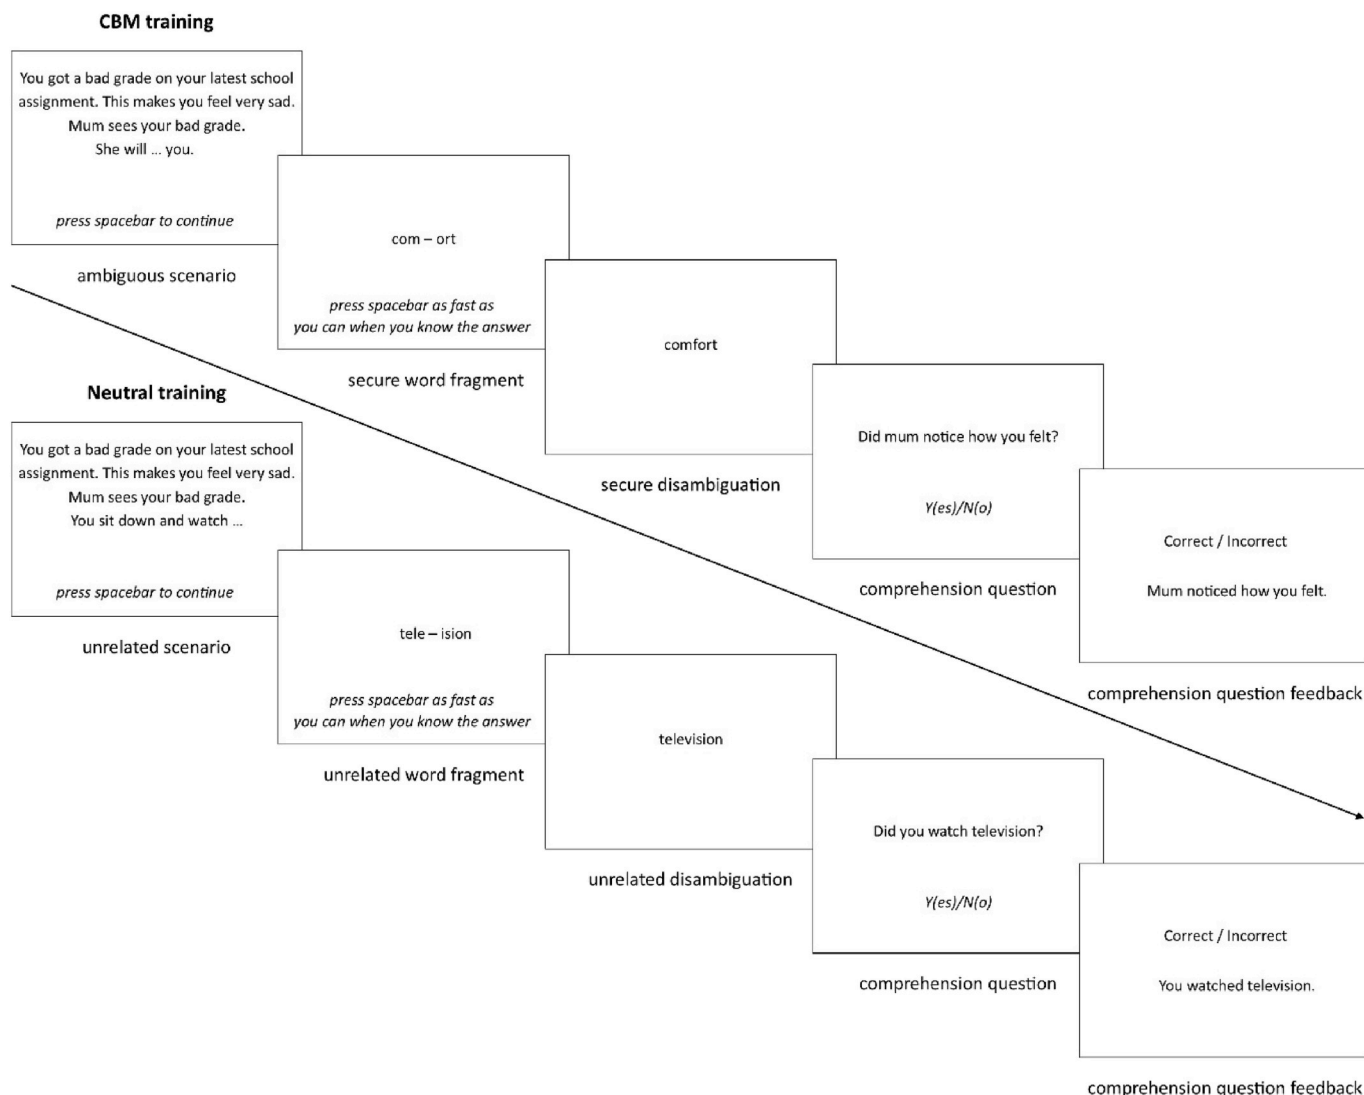 CBM training
You got a bad grade on your latest school
assignment. This makes you feel very sad.
Mum sees your bad grade.
She will ... you.
press spacebar to continue
ambiguous scenario
com – ort
press spacebar as fast as
you can when you know the answer
secure word fragment
comfort
secure disambiguation
Did mum notice how you felt?
Y(es)/N(o)
comprehension question
Correct / Incorrect
Mum noticed how you felt.
comprehension question feedback
Neutral training
You got a bad grade on your latest school
assignment. This makes you feel very sad.
Mum sees your bad grade.
You sit down and watch ...
press spacebar to continue
unrelated scenario
tele – ision
press spacebar as fast as
you can when you know the answer
unrelated word fragment
television
unrelated disambiguation
Did you watch television?
Y(es)/N(o)
comprehension question
Correct / Incorrect
You watched television.
comprehension question feedback